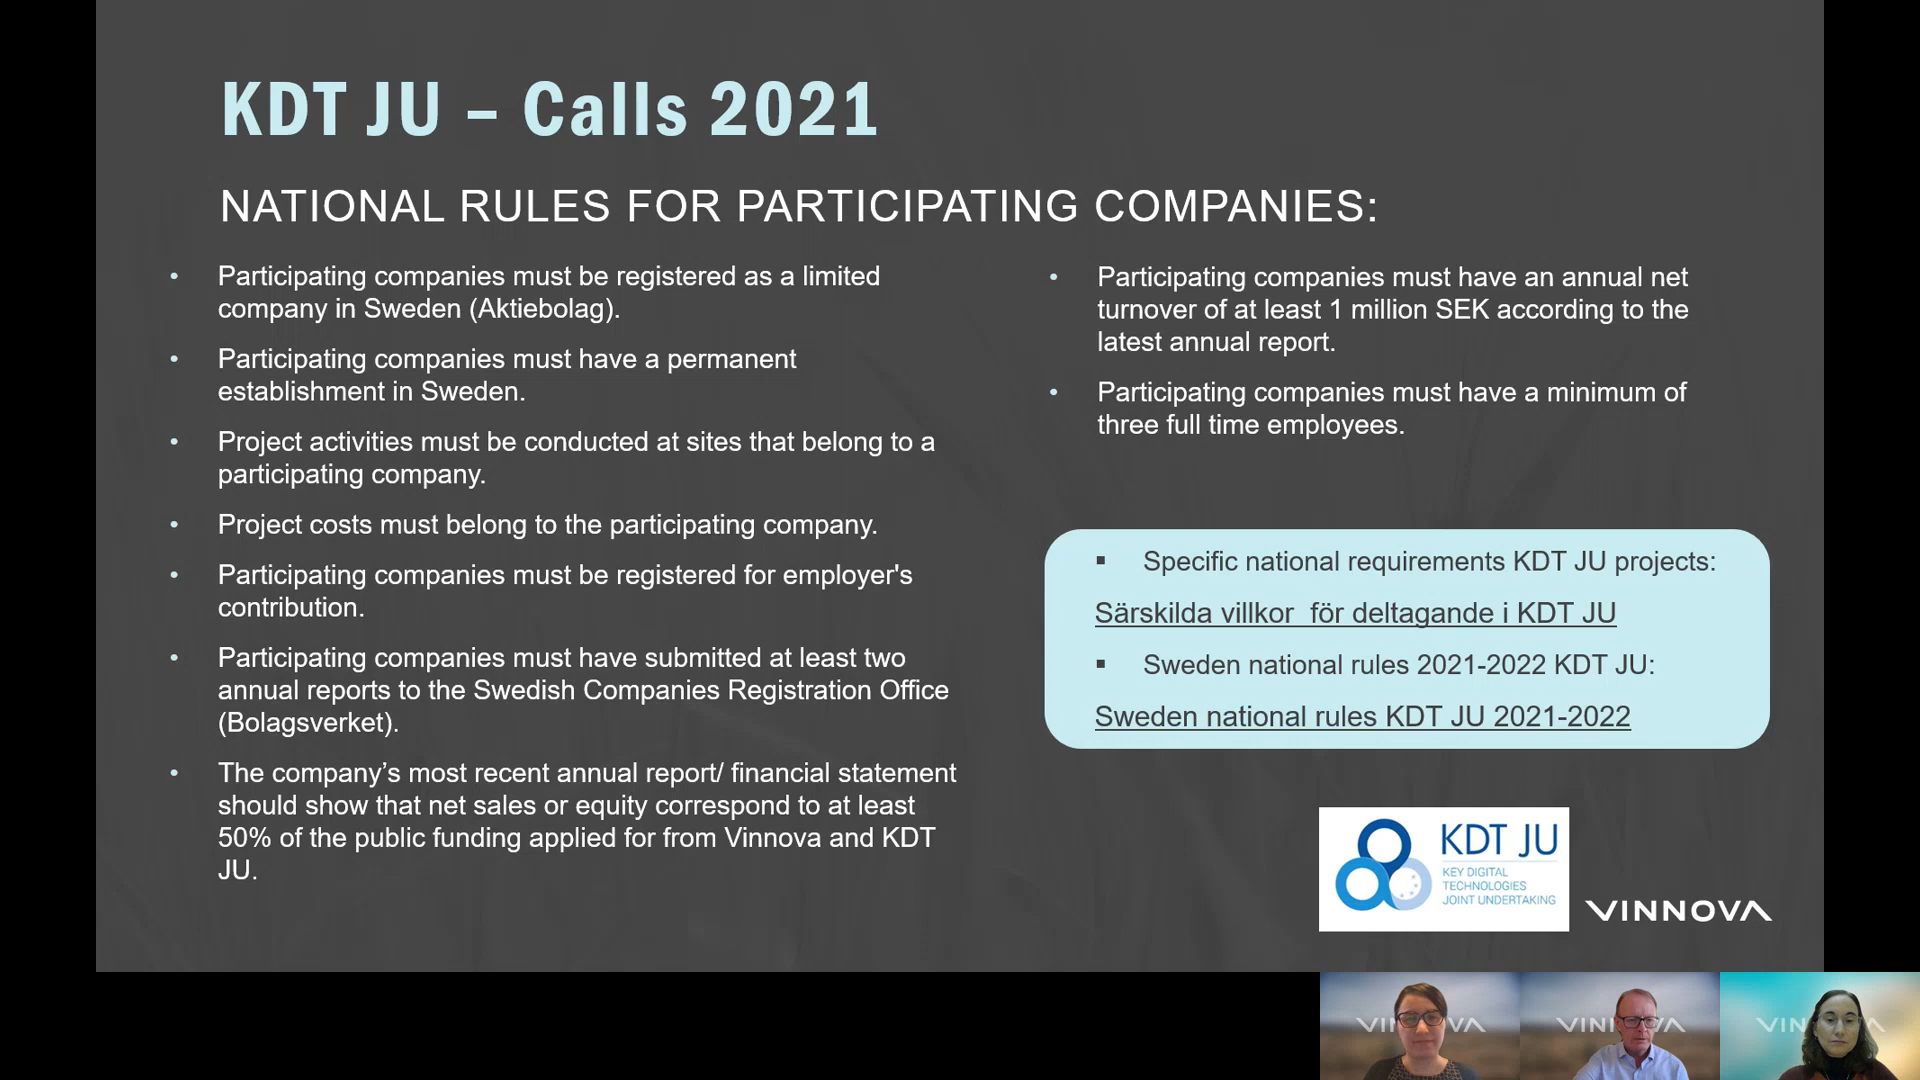 KDT JU – Calls 2021
NATIONAL RULES FOR PARTICIPATING COMPANIES:
• Participating companies must be registered as a limited
company in Sweden (Aktiebolag).
• Participating companies must have a permanent
establishment in Sweden.
• Project activities must be conducted at sites that belong to a
participating company.
• Project costs must belong to the participating company.
• Participating companies must be registered for employer's
contribution.
• Participating companies must have submitted at least two
annual reports to the Swedish Companies Registration Office
(Bolagsverket).
• The company’s most recent annual report/ financial statement
should show that net sales or equity correspond to at least
50% of the public funding applied for from Vinnova and KDT
JU.
• Participating companies must have an annual net
turnover of at least 1 million SEK according to the
latest annual report.
• Participating companies must have a minimum of
three full time employees.
▪ Specific national requirements KDT JU projects:
Särskilda villkor  för deltagande i KDT JU
▪ Sweden national rules 2021-2022 KDT JU:
Sweden national rules KDT JU 2021-2022
KDT JU
KEY DIGITAL
TECHNOLOGIES
JOINT UNDERTAKING
VINNOVA